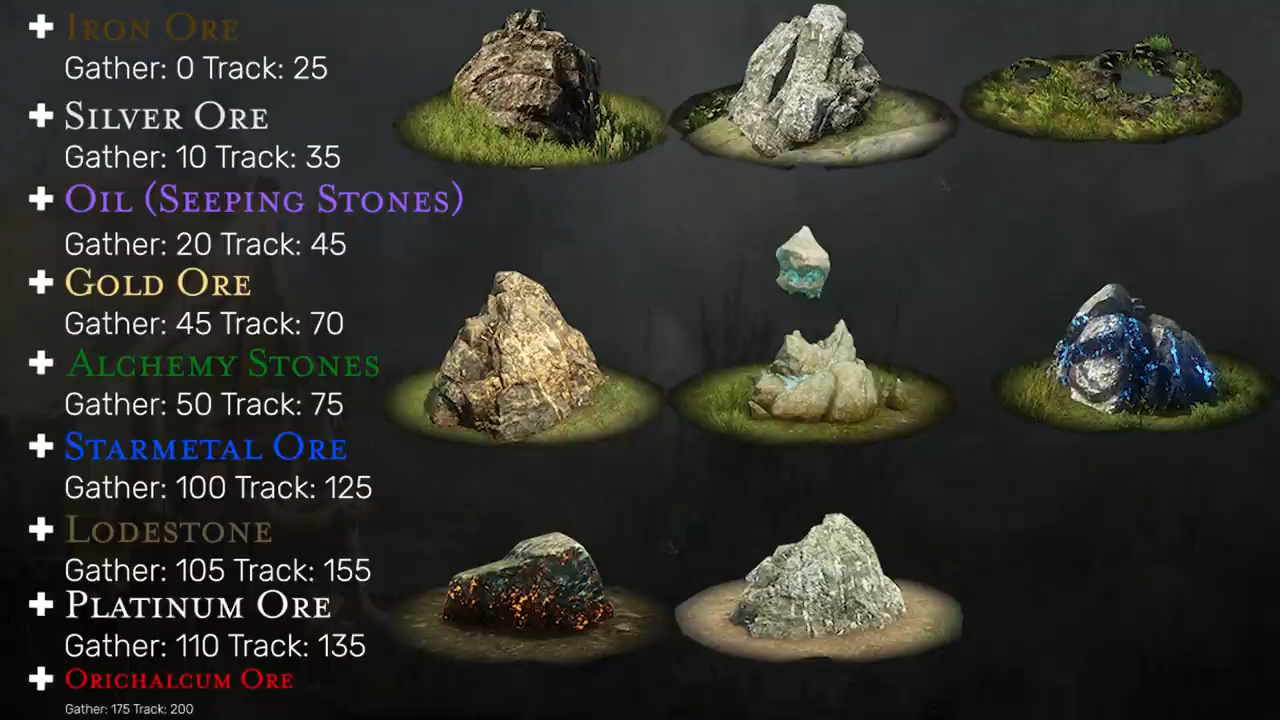 + Iron Ore
Gather: 0 Track: 25
+ Silver Ore
Gather: 10 Track: 35
+ Oil (Seeping Stones)
Gather: 20 Track: 45
+ Gold Ore
Gather: 45 Track: 70
+ Alchemy Stones
Gather: 50 Track: 75
+ Starmetal Ore
Gather: 100 Track: 125
+ Lodestone
Gather: 105 Track: 155
+ Platinum Ore
Gather: 110 Track: 135
+ Orichalcum Ore
Gather: 175 Track: 200